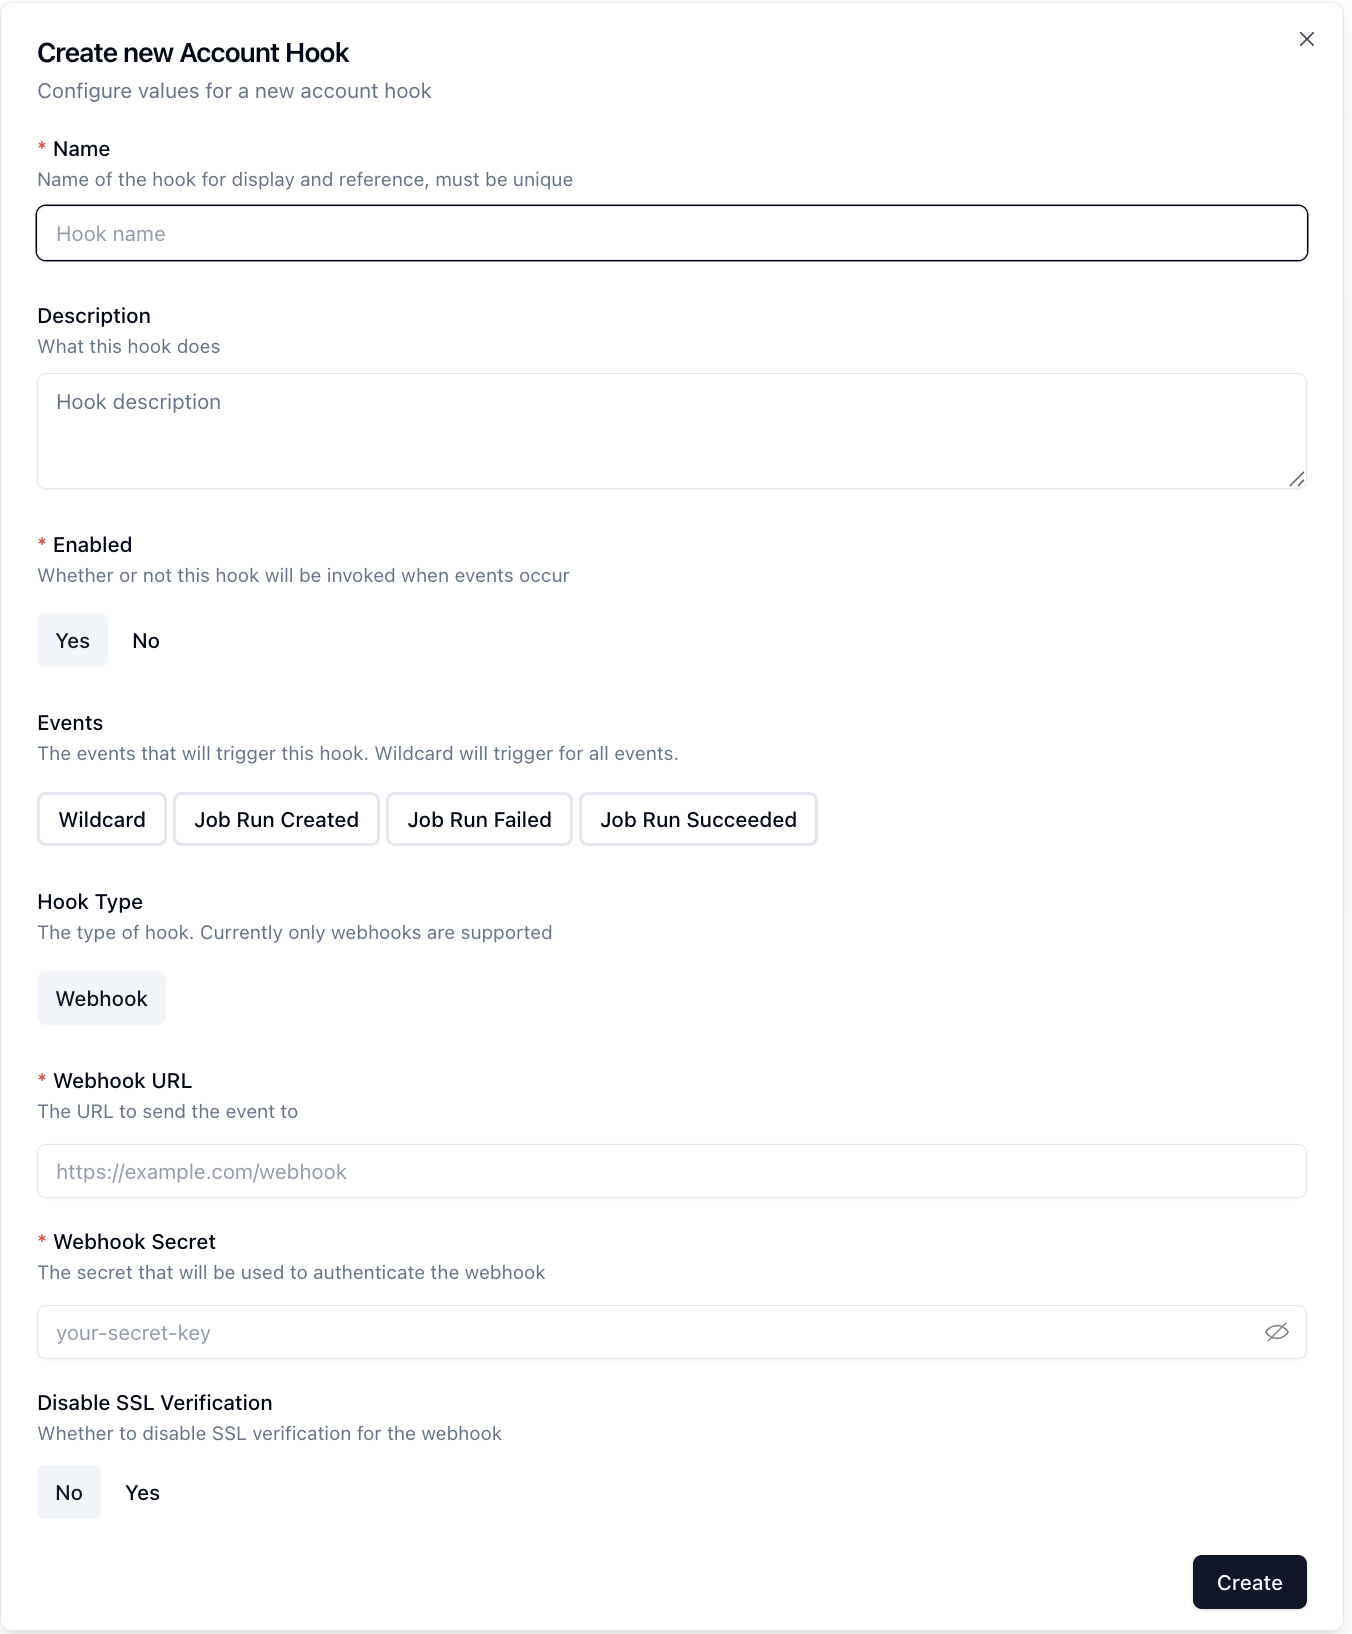 Create new Account Hook
Configure values for a new account hook
* Name
Name of the hook for display and reference, must be unique
Hook name
Description
What this hook does
Hook description
* Enabled
Whether or not this hook will be invoked when events occur
Yes No
Events
The events that will trigger this hook. Wildcard will trigger for all events.
Wildcard Job Run Created Job Run Failed Job Run Succeeded
Hook Type
The type of hook. Currently only webhooks are supported
Webhook
* Webhook URL
The URL to send the event to
https://example.com/webhook
* Webhook Secret
The secret that will be used to authenticate the webhook
your-secret-key
Disable SSL Verification
Whether to disable SSL verification for the webhook
No Yes
Create